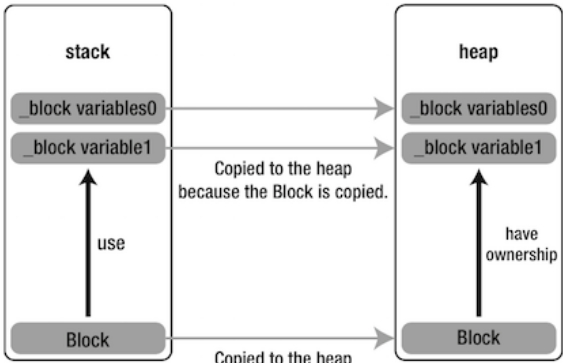 stack
heap
_block variables0
_block variables0
_block variable1
_block variable1
Copied to the heap
because the Block is copied.
use
have
ownership
Block
Block
Copied to the heap